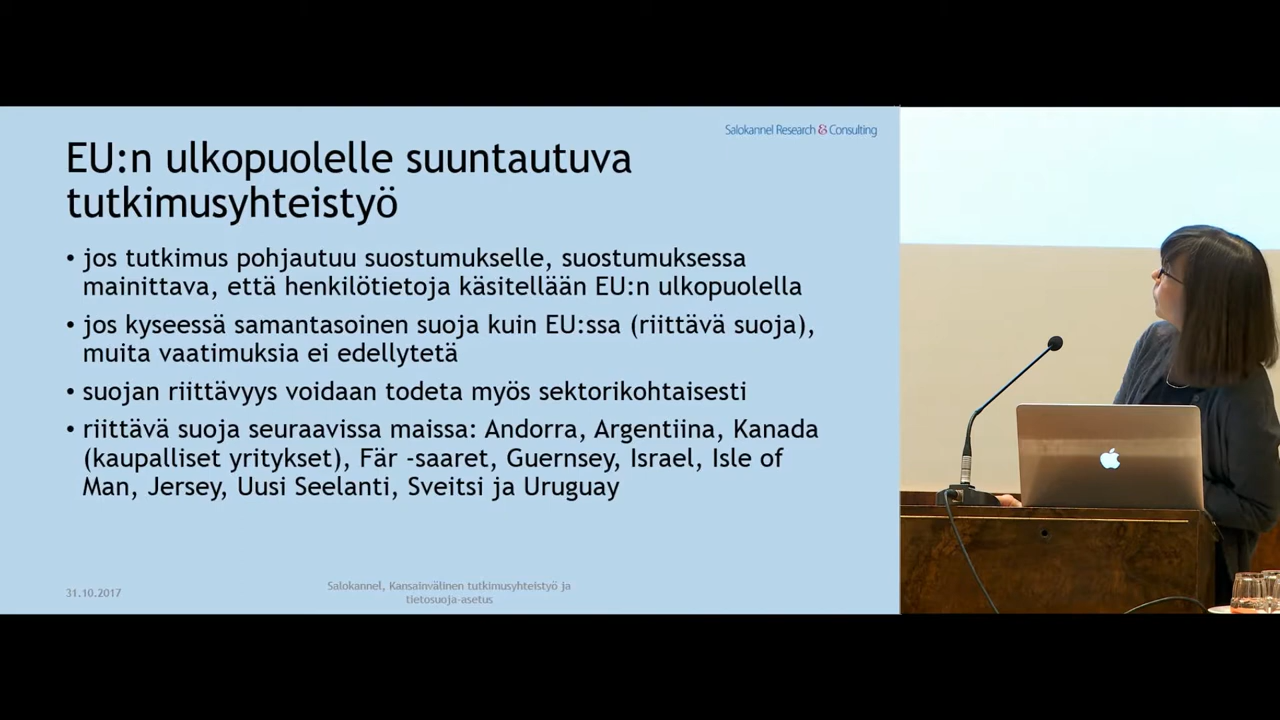 Salokannel Research & Consulting
EU:n ulkopuolelle suuntautuva
tutkimusyhteistyö
• jos tutkimus pohjautuu suostumukselle, suostumuksessa
mainittava, että henkilötietoja käsitellään EU:n ulkopuolella
• jos kyseessä samantasoinen suoja kuin EU:ssa (riittävä suoja),
muita vaatimuksia ei edellytetä
• suojan riittävyys voidaan todeta myös sektorikohtaisesti
• riittävä suoja seuraavissa maissa: Andorra, Argentiina, Kanada
(kaupalliset yritykset), Fär -saaret, Guernsey, Israel, Isle of
Man, Jersey, Uusi Seelanti, Sveitsi ja Uruguay
31.10.2017
Salokannel, Kansainvälinen tutkimusyhteistyö ja
tietosuoja-asetus